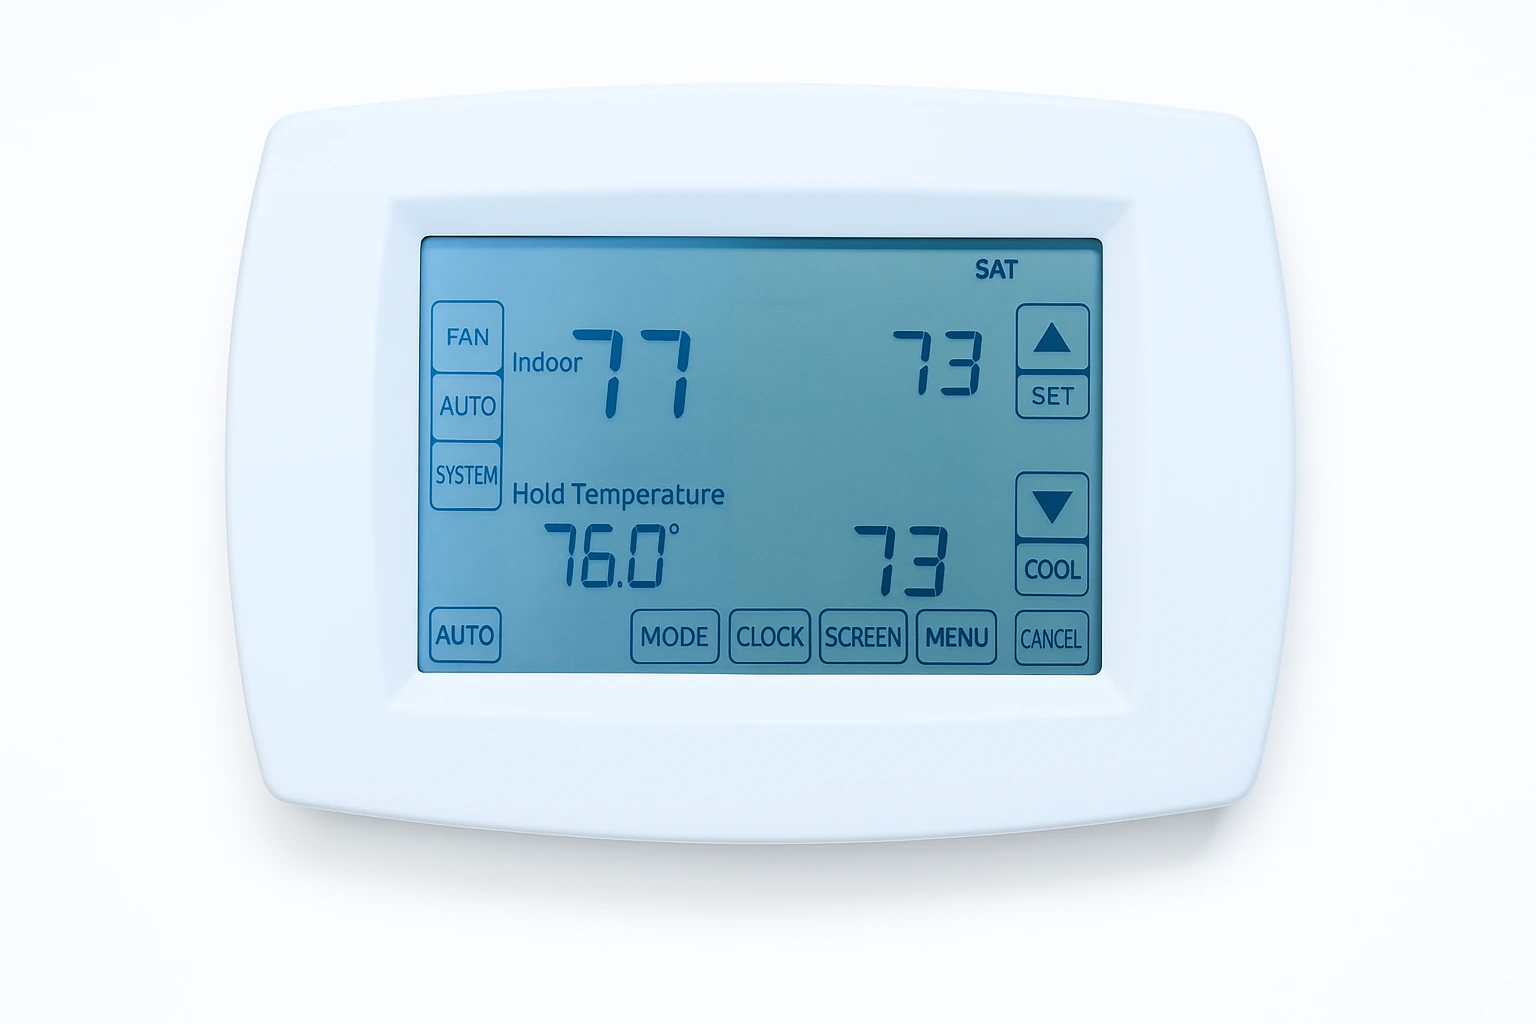 SAT
FAN
Indoor 77
73
SET
AUTO
SYSTEM
Hold Temperature
76.0°
73
COOL
AUTO
MODE
CLOCK
SCREEN
MENU
CANCEL